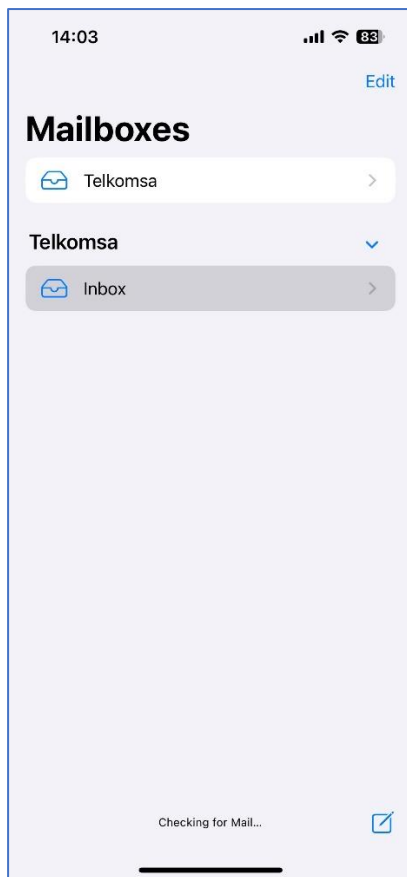 14:03 83
Edit
Mailboxes
Telkomsa
Telkomsa
Inbox
Checking for Mail...